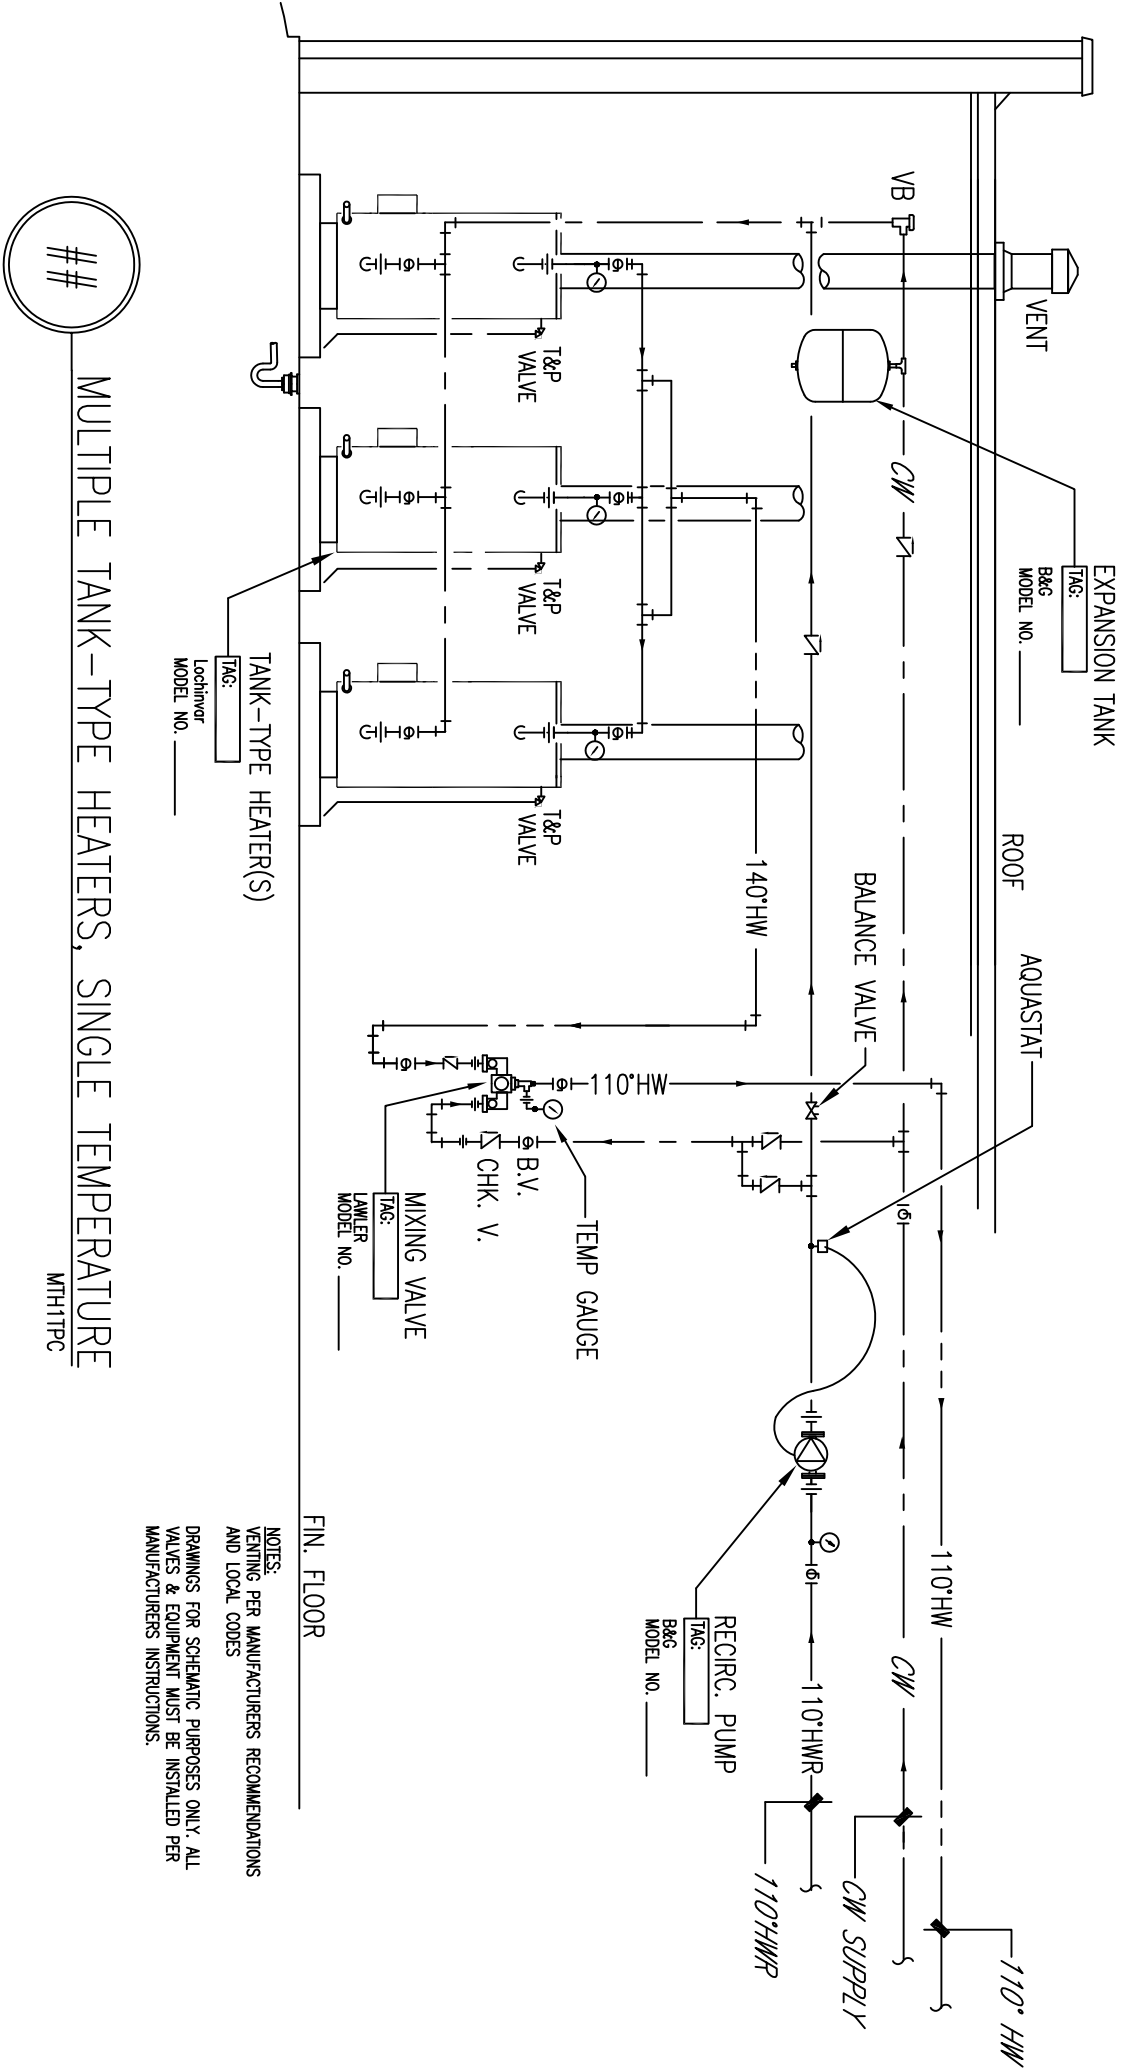 VENT
VB
CW
EXPANSION TANK
TAG:
B&G
MODEL NO.
ROOF
AQUASTAT
BALANCE VALVE
140°HW
110°HW
T&P
VALVE
T&P
VALVE
T&P
VALVE
TANK-TYPE HEATER(S)
TAG:
Lochinvar
MODEL NO.
B.V.
CHK. V.
TEMP GAUGE
MIXING VALVE
TAG:
LAWLER
MODEL NO.
110°HW
CW
110°HWR
RECIRC. PUMP
TAG:
B&G
MODEL NO.
110° HW
CW SUPPLY
110°HWR
FIN. FLOOR
NOTES:
VENTING PER MANUFACTURERS RECOMMENDATIONS
AND LOCAL CODES
DRAWINGS FOR SCHEMATIC PURPOSES ONLY. ALL
VALVES & EQUIPMENT MUST BE INSTALLED PER
MANUFACTURERS INSTRUCTIONS.
##
MULTIPLE TANK-TYPE HEATERS, SINGLE TEMPERATURE
MTH1TPC